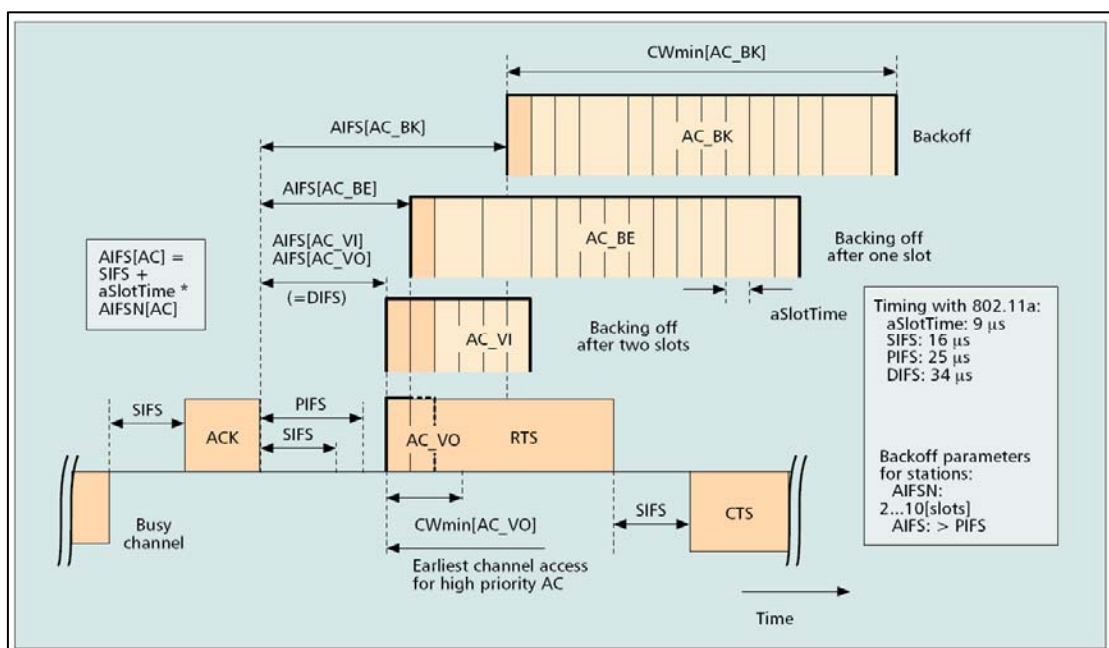 CWmin[AC_BK]
AIFS[AC_BK]
AC_BK
Backoff
AIFS[AC_BE]
AC_BE
Backing off
after one slot
AIFS[AC_VI]
AIFS[AC_VO]
(=DIFS)
AIFS[AC] =
SIFS +
aSlotTime *
AIFSN[AC]
aSlotTime
AC_VI
Backing off
after two slots
Timing with 802.11a:
aSlotTime: 9 μs
SIFS: 16 μs
PIFS: 25 μs
DIFS: 34 μs
SIFS
ACK
PIFS
SIFS
AC_VO
RTS
Backoff parameters
for stations:
AIFSN:
2...10[slots]
AIFS: > PIFS
Busy
channel
CWmin[AC_VO]
SIFS
CTS
Earliest channel access
for high priority AC
Time